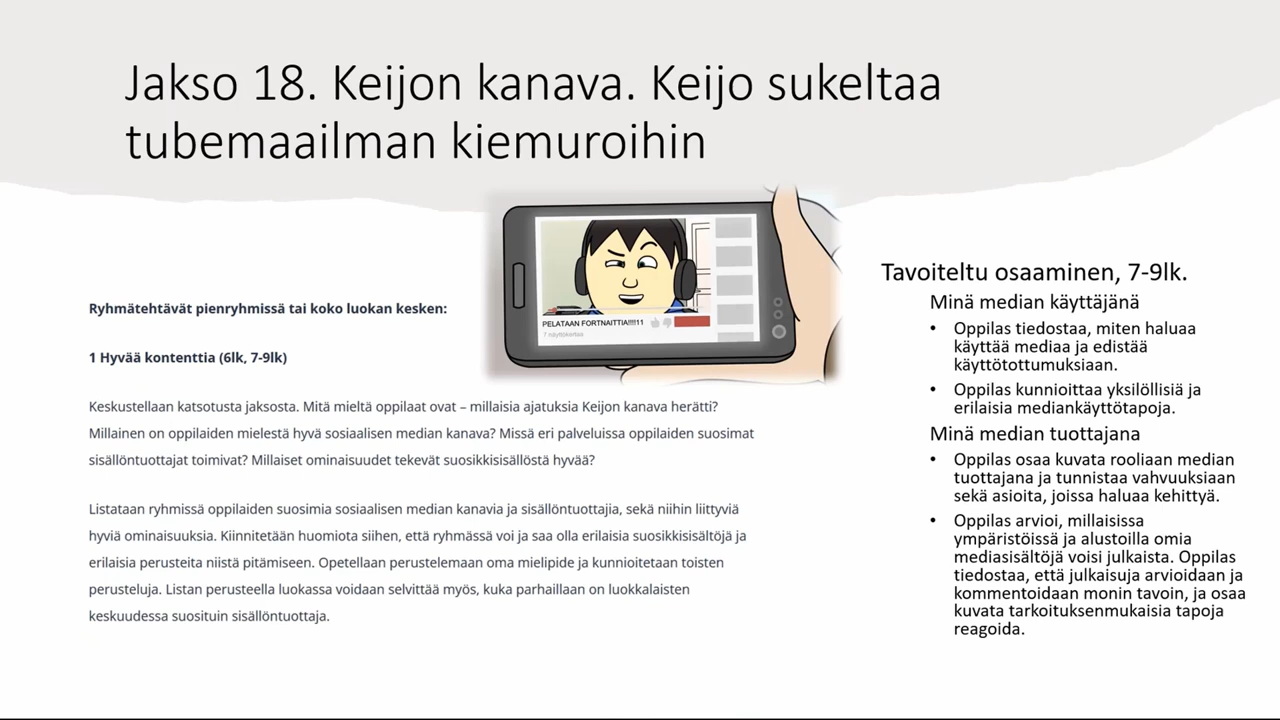 Jakso 18. Keijon kanava. Keijo sukeltaa
tubemaailman kiemuroihin
Ryhmätehtävät pienryhmissä tai koko luokan kesken:
1 Hyvää kontenttia (6lk, 7-9lk)
Keskustellaan katsotusta jaksosta. Mitä mieltä oppilaat ovat – millaisia ajatuksia Keijon kanava herätti?
Millainen on oppilaiden mielestä hyvä sosiaalisen median kanava? Missä eri palveluissa oppilaiden suosimat
sisällöntuottajat toimivat? Millaiset ominaisuudet tekevät suosikkisisällöstä hyvää?
Listataan ryhmissä oppilaiden suosimia sosiaalisen median kanavia ja sisällöntuottajia, sekä niihin liittyviä
hyviä ominaisuuksia. Kiinnitetään huomiota siihen, että ryhmässä voi ja saa olla erilaisia suosikkisisältöjä ja
erilaisia perusteita niistä pitämiseen. Opetellaan perustelemaan oma mielipide ja kunnioitetaan toisten
perusteluja. Listan perusteella luokassa voidaan selvittää myös, kuka parhaillaan on luokkalaisten
keskuudessa suosituin sisällöntuottaja.
PELATAAN FORTNAITTIA!!!!11
7 näyttökertaa
Tavoiteltu osaaminen, 7-9lk.
Minä median käyttäjänä
• Oppilas tiedostaa, miten haluaa
käyttää mediaa ja edistää
käyttötottumuksiaan.
• Oppilas kunnioittaa yksilöllisiä ja
erilaisia mediankäyttötapoja.
Minä median tuottajana
• Oppilas osaa kuvata rooliaan median
tuottajana ja tunnistaa vahvuuksiaan
sekä asioita, joissa haluaa kehittyä.
• Oppilas arvioi, millaisissa
ympäristöissä ja alustoilla omia
mediasisältöjä voisi julkaista. Oppilas
tiedostaa, että julkaisuja arvioidaan ja
kommentoidaan monin tavoin, ja osaa
kuvata tarkoituksenmukaisia tapoja
reagoida.